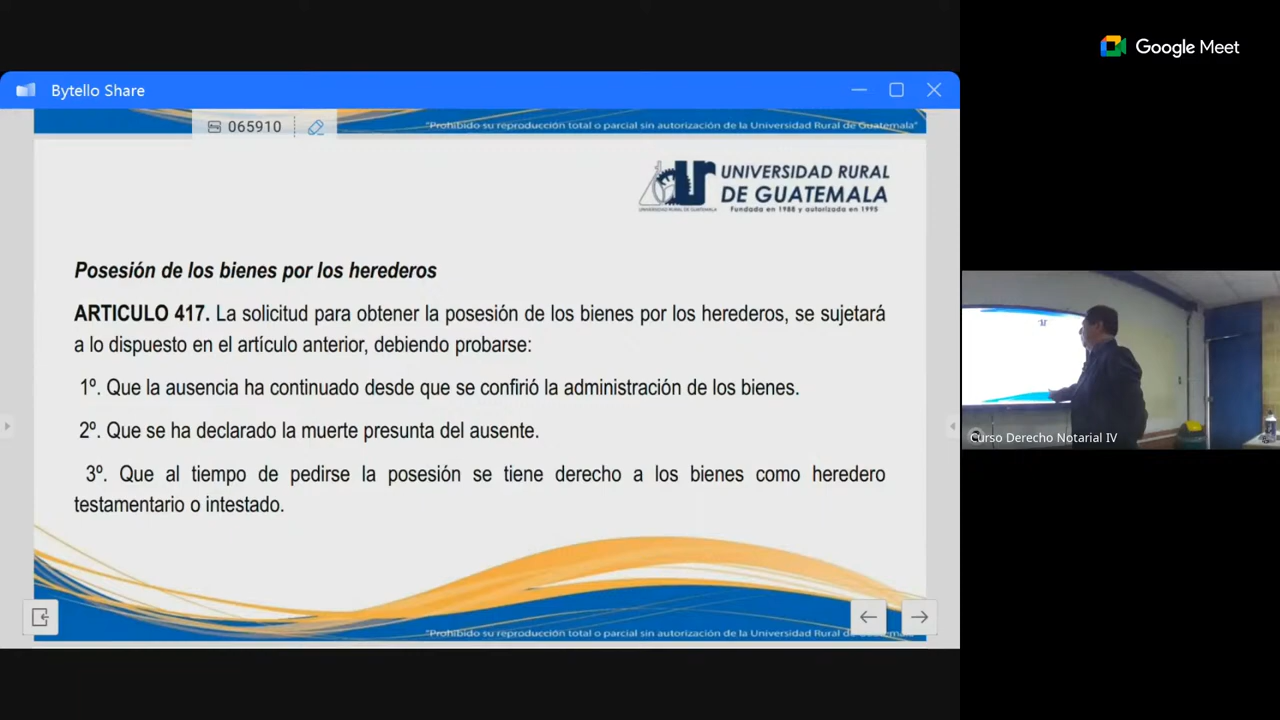 Google Meet
Bytello Share
065910
"Prohibido su reproducción total o parcial sin autorización de la Universidad Rural de Guatemala"
UNIVERSIDAD RURAL
DE GUATEMALA
Fundada en 1988 y autorizada en 1995
UNIVERSIDAD RURAL DE GUATEMALA
Posesión de los bienes por los herederos
ARTICULO 417. La solicitud para obtener la posesión de los bienes por los herederos, se sujetará
a lo dispuesto en el artículo anterior, debiendo probarse:
1º. Que la ausencia ha continuado desde que se confirió la administración de los bienes.
2º. Que se ha declarado la muerte presunta del ausente.
3º. Que al tiempo de pedirse la posesión se tiene derecho a los bienes como heredero
testamentario o intestado.
"Prohibido su reproducción total o parcial sin autorización de la Universidad Rural de Guatemala"
Curso Derecho Notarial IV